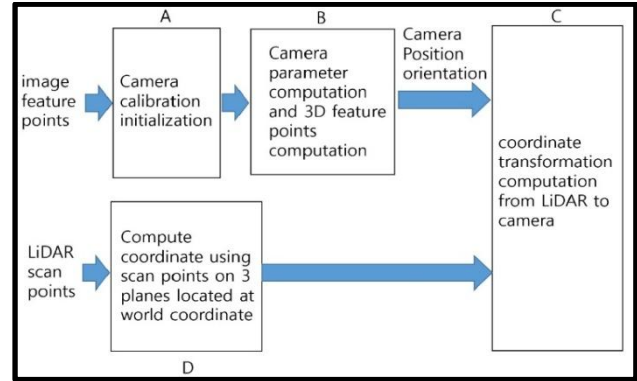 A
B
C
image
feature
points
Camera
calibration
initialization
Camera
parameter
computation
and 3D feature
points
computation
Camera
Position
orientation
coordinate
transformation
computation
from LiDAR to
camera
LiDAR
scan
points
Compute
coordinate using
scan points on 3
planes located at
world coordinate
D